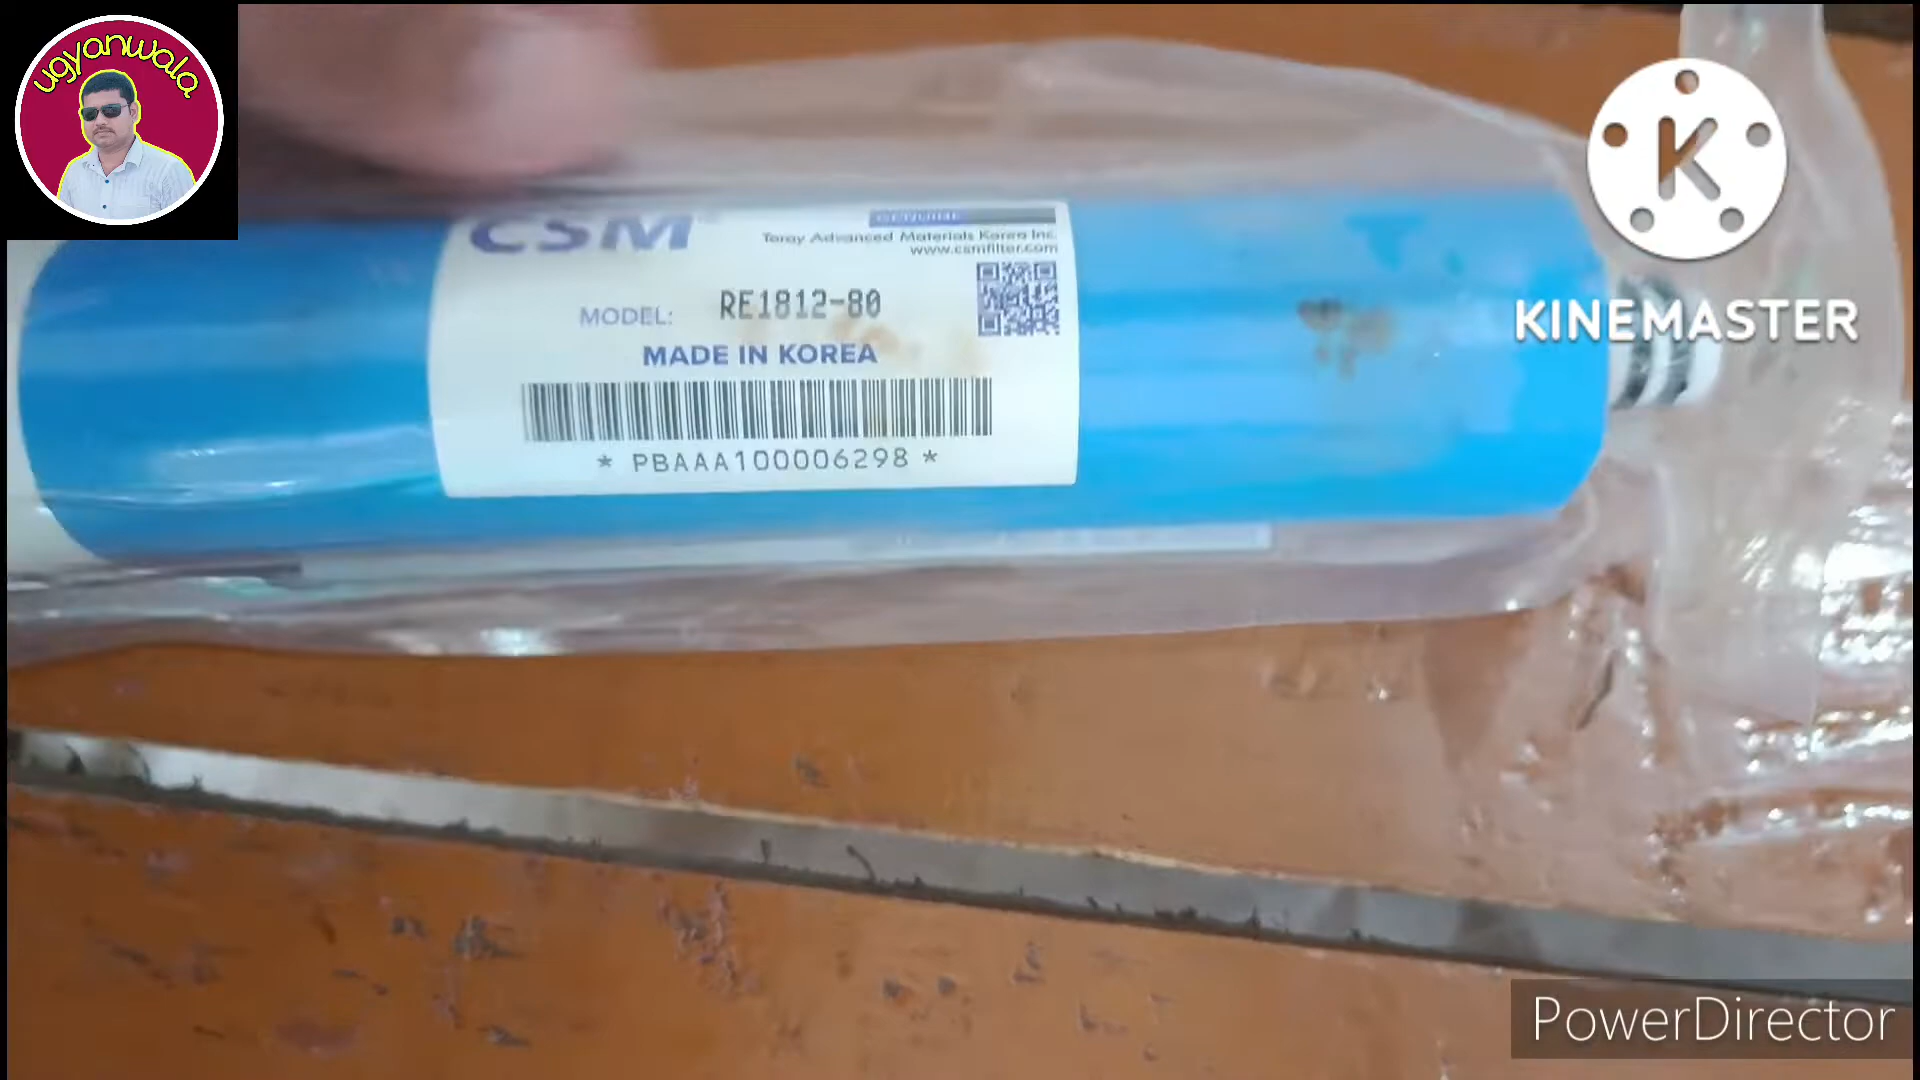 ugyanwala
CSM
GENUINE
Toray Advanced Materials Korea Inc.
www.csmfilter.com
MODEL: RE1812-80
MADE IN KOREA
* PBAAA100006298 *
K
KINEMASTER
PowerDirector